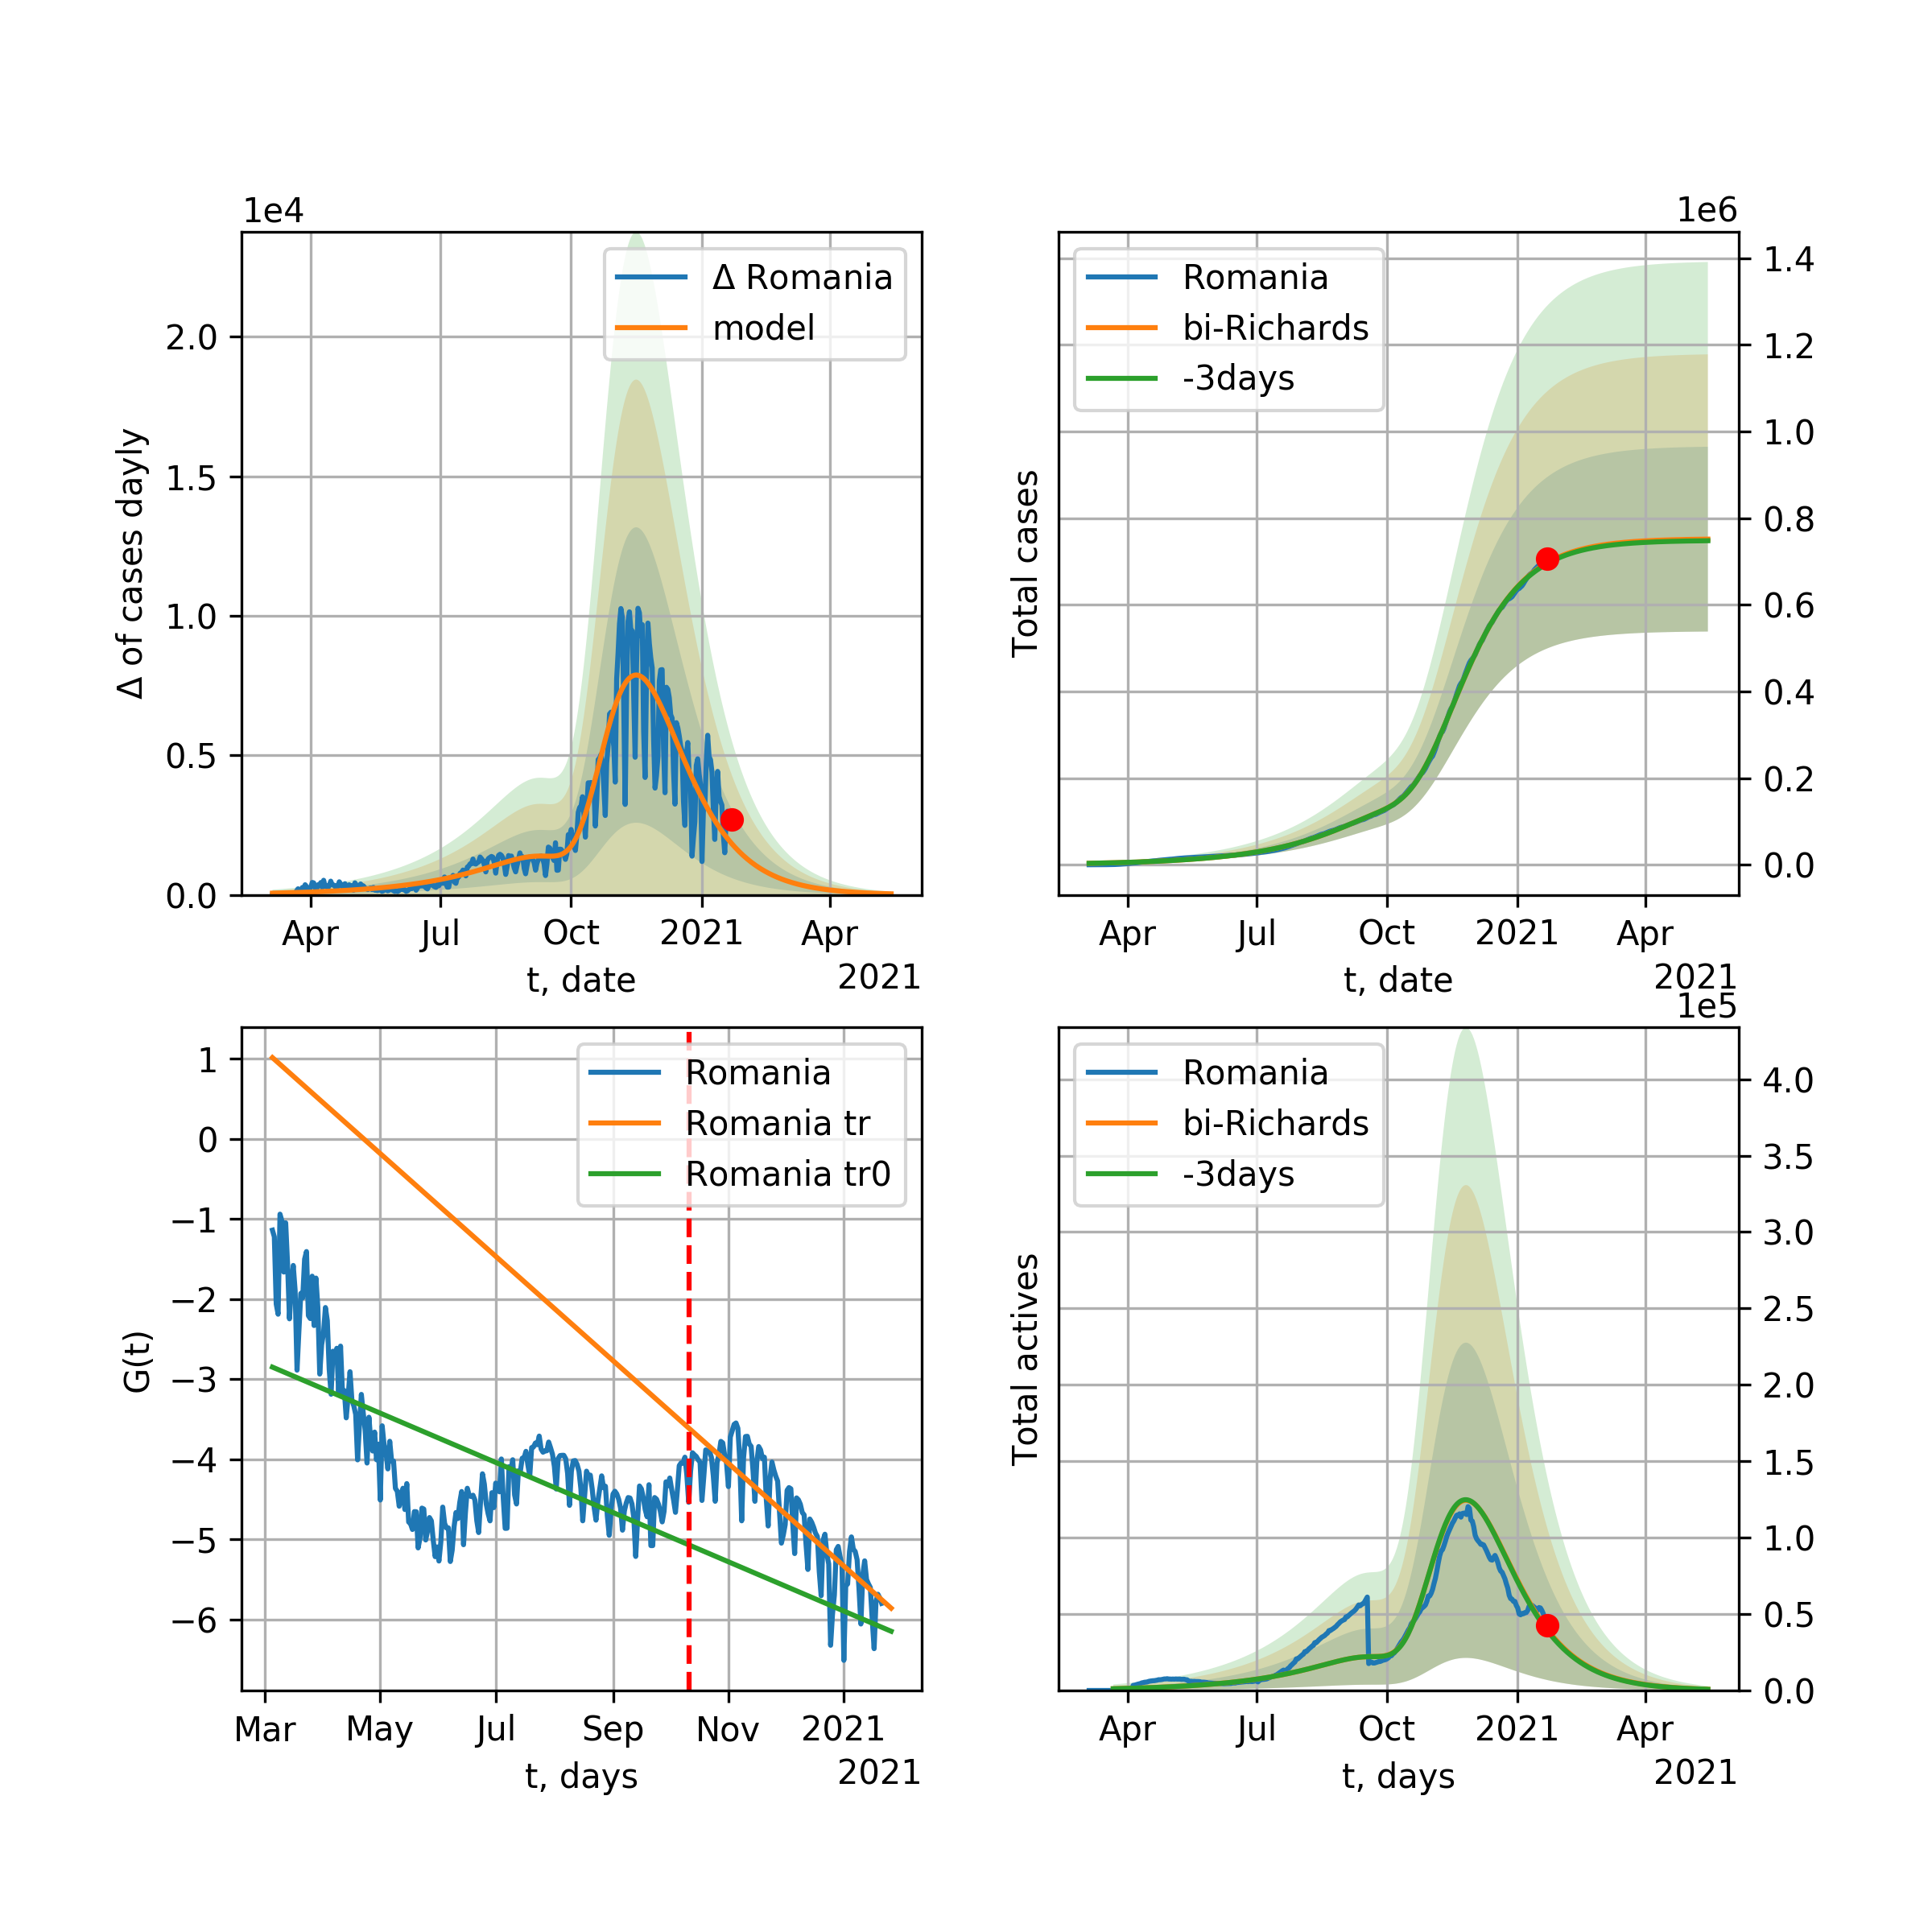 1e4
Δ of cases dayly
2.0
1.5
1.0
0.5
0.0
Δ Romania
model
Apr Jul Oct 2021 Apr
t, date
2021
1e6
Total cases
Romania
bi-Richards
-3days
1.4
1.2
1.0
0.8
0.6
0.4
0.2
0.0
Apr Jul Oct 2021 Apr
t, date
2021
G(t)
1
0
−1
−2
−3
−4
−5
−6
Romania
Romania tr
Romania tr0
Mar May Jul Sep Nov 2021
t, days
2021
1e5
Total actives
Romania
bi-Richards
-3days
4.0
3.5
3.0
2.5
2.0
1.5
1.0
0.5
0.0
Apr Jul Oct 2021 Apr
t, days
2021